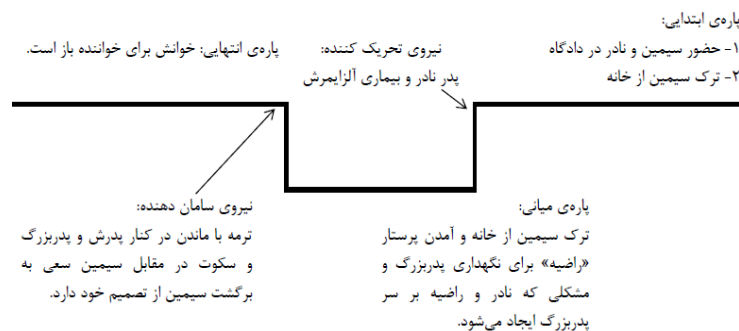 پاره‌ی ابتدایی:
۱- حضور سیمین و نادر در دادگاه
۲- ترک سیمین از خانه
نیروی تحریک کننده:
پدر نادر و بیماری آلزایمرش
پاره‌ی انتهایی: خوانش برای خواننده باز است.
پاره‌ی میانی:
ترک سیمین از خانه و آمدن پرستار
«راضیه» برای نگهداری پدربزرگ و
مشکلی که نادر و راضیه بر سر
پدربزرگ ایجاد می‌شود.
نیروی سامان دهنده:
ترمه با ماندن در کنار پدرش و پدربزرگ
و سکوت در مقابل سیمین سعی به
برگشت سیمین از تصمیم خود دارد.